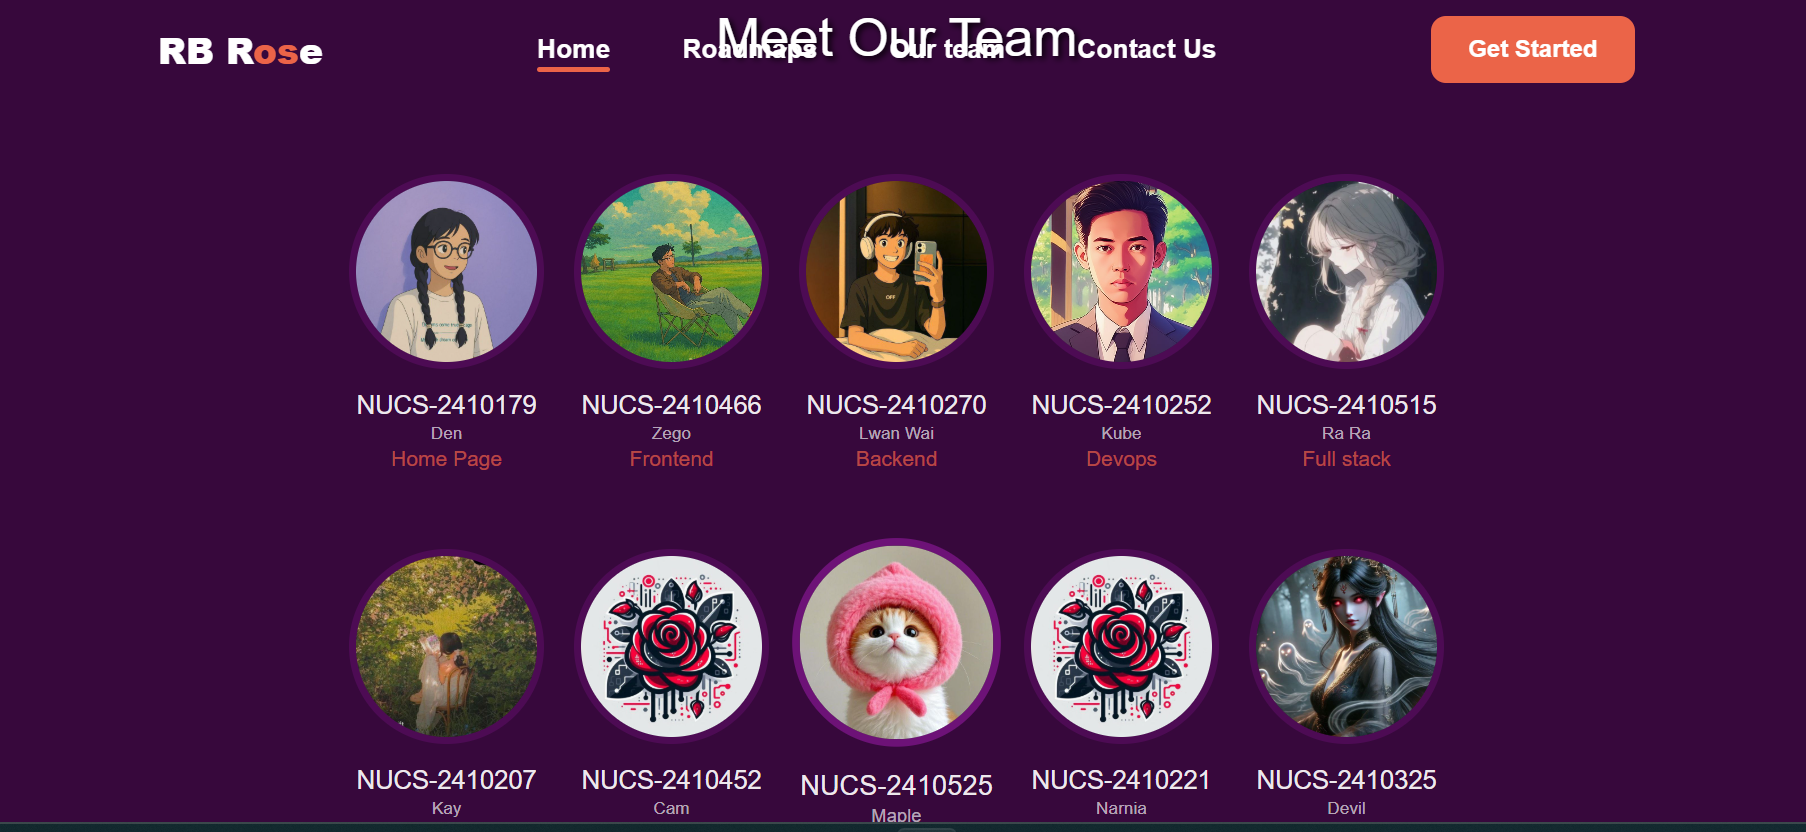 Meet Our Team
RB Rose
Home
Roadmaps
Our team
Contact Us
Get Started
OFF
NUCS-2410179
NUCS-2410466
NUCS-2410270
NUCS-2410252
NUCS-2410515
Den
Zego
Lwan Wai
Kube
Ra Ra
Home Page
Frontend
Backend
Devops
Full stack
NUCS-2410207
NUCS-2410452
NUCS-2410525
NUCS-2410221
NUCS-2410325
Kay
Cam
Maple
Narnia
Devil